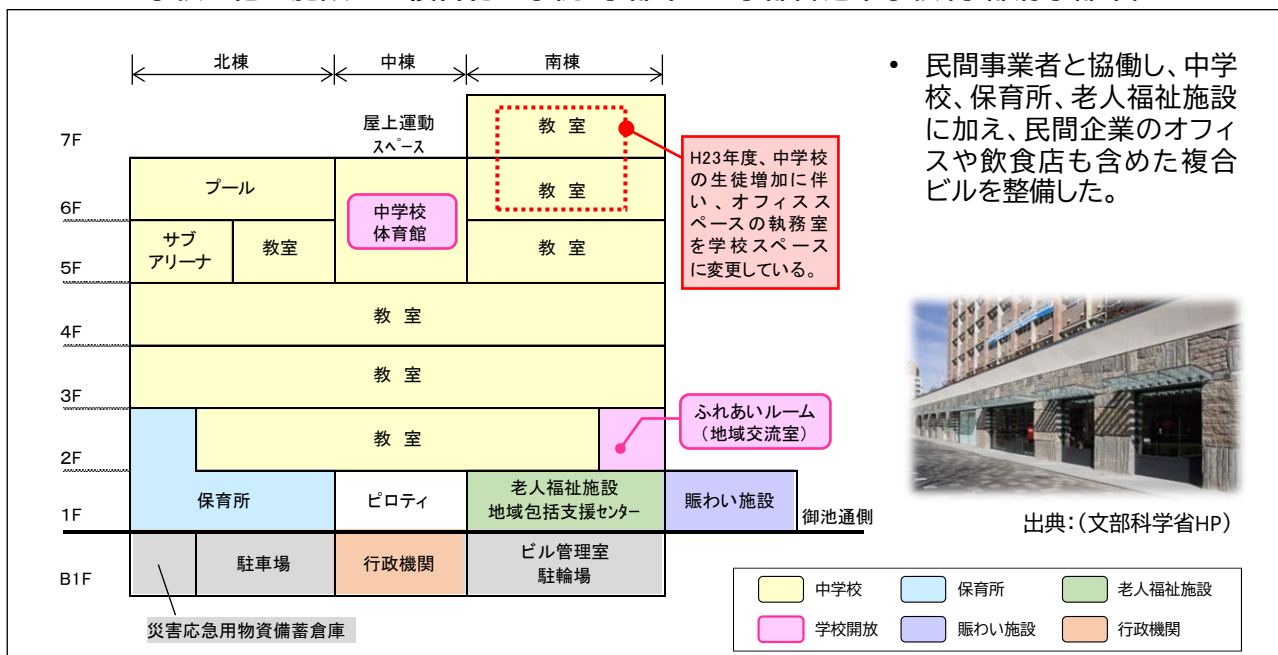 北棟
中棟
南棟
7F
屋上運動
スペース
教 室
プール
教 室
6F
中学校
体育館
サブ
アリーナ
教室
教 室
5F
教 室
4F
教 室
3F
教 室
2F
保育所
ピロティ
老人福祉施設
地域包括支援センター
賑わい施設
1F
御池通側
駐車場
行政機関
ビル管理室
駐輪場
B1F
災害応急用物資備蓄倉庫
H23年度、中学校
の生徒増加に伴
い、オフィスス
ペースの執務室
を学校スペース
に変更している。
ふれあいルーム
（地域交流室）
• 民間事業者と協働し、中学
校、保育所、老人福祉施設
に加え、民間企業のオフィ
スや飲食店も含めた複合
ビルを整備した。
出典：（文部科学省HP）
中学校
保育所
老人福祉施設
学校開放
賑わい施設
行政機関